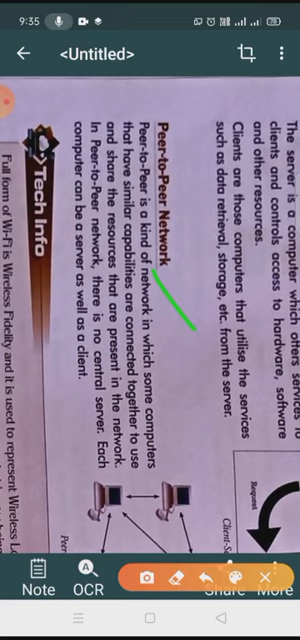 9:35
<Untitled>
The server is a computer which offers services to
clients and controls access to hardware, software
and other resources.
Clients are those computers that utilise the services
such as data retrieval, storage, etc. from the server.
Request
Client-Se
Peer-to-Peer Network
Peer-to-Peer is a kind of network in which some computers
that have similar capabilities are connected together to use
and share the resources that are present in the network.
In Peer-to-Peer network, there is no central server. Each
computer can be a server as well as a client.
Peer
Tech Info
Full form of Wi-Fi is Wireless Fidelity and it is used to represent Wireless
Note
OCR
Share
More